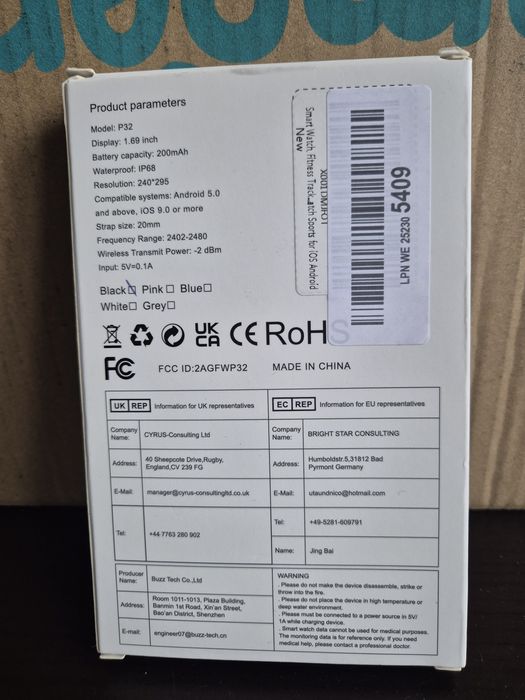 Product parameters
Model: P32
Display: 1.69 inch
Battery capacity: 200mAh
Waterproof: IP68
Resolution: 240*295
Compatible systems: Android 5.0
and above, iOS 9.0 or more
Strap size: 20mm
Frequency Range: 2402-2480
Wireless Transmit Power: -2 dBm
Input: 5V=0.1A
Black☐ Pink☐ Blue☐
White☐ Grey☐
Smart Watch, Fitness Track...atch Sports for iOS Android
New
LPN WE 25230 5409
UK
CA
CE RoHS
FC
FCC ID:2AGFWP32
MADE IN CHINA
UK REP Information for UK representatives
Company Name: CYRUS-Consulting Ltd
Address: 40 Sheepcote Drive,Rugby,
England,CV 239 FG
E-Mail: manager@cyrus-consultingltd.co.uk
Tel: +44 7763 280 902
EC REP Information for EU representatives
Company Name: BRIGHT STAR CONSULTING
Address: Humboldstr.5,31812 Bad
Pyrmont Germany
E-Mail: utaundnico@hotmail.com
Tel: +49-5281-609791
Name: Jing Bai
Producer Name: Buzz Tech Co.,Ltd
Address: Room 1011-1013, Plaza Building,
Banmin 1st Road, Xin'an Street,
Bao'an District, Shenzhen
E-mail: engineer07@buzz-tech.cn
WARNING
. Please do not make the device disassemble, strike or
throw into the fire.
. Please do not place the device in high temperature or
deep water environment.
. Please must be connected to a power source in 5V/
1A while charging device.
. Smart watch data cannot be used for medical purposes.
The monitoring data is for reference only. If you need
medical help, please contact a professional doctor.